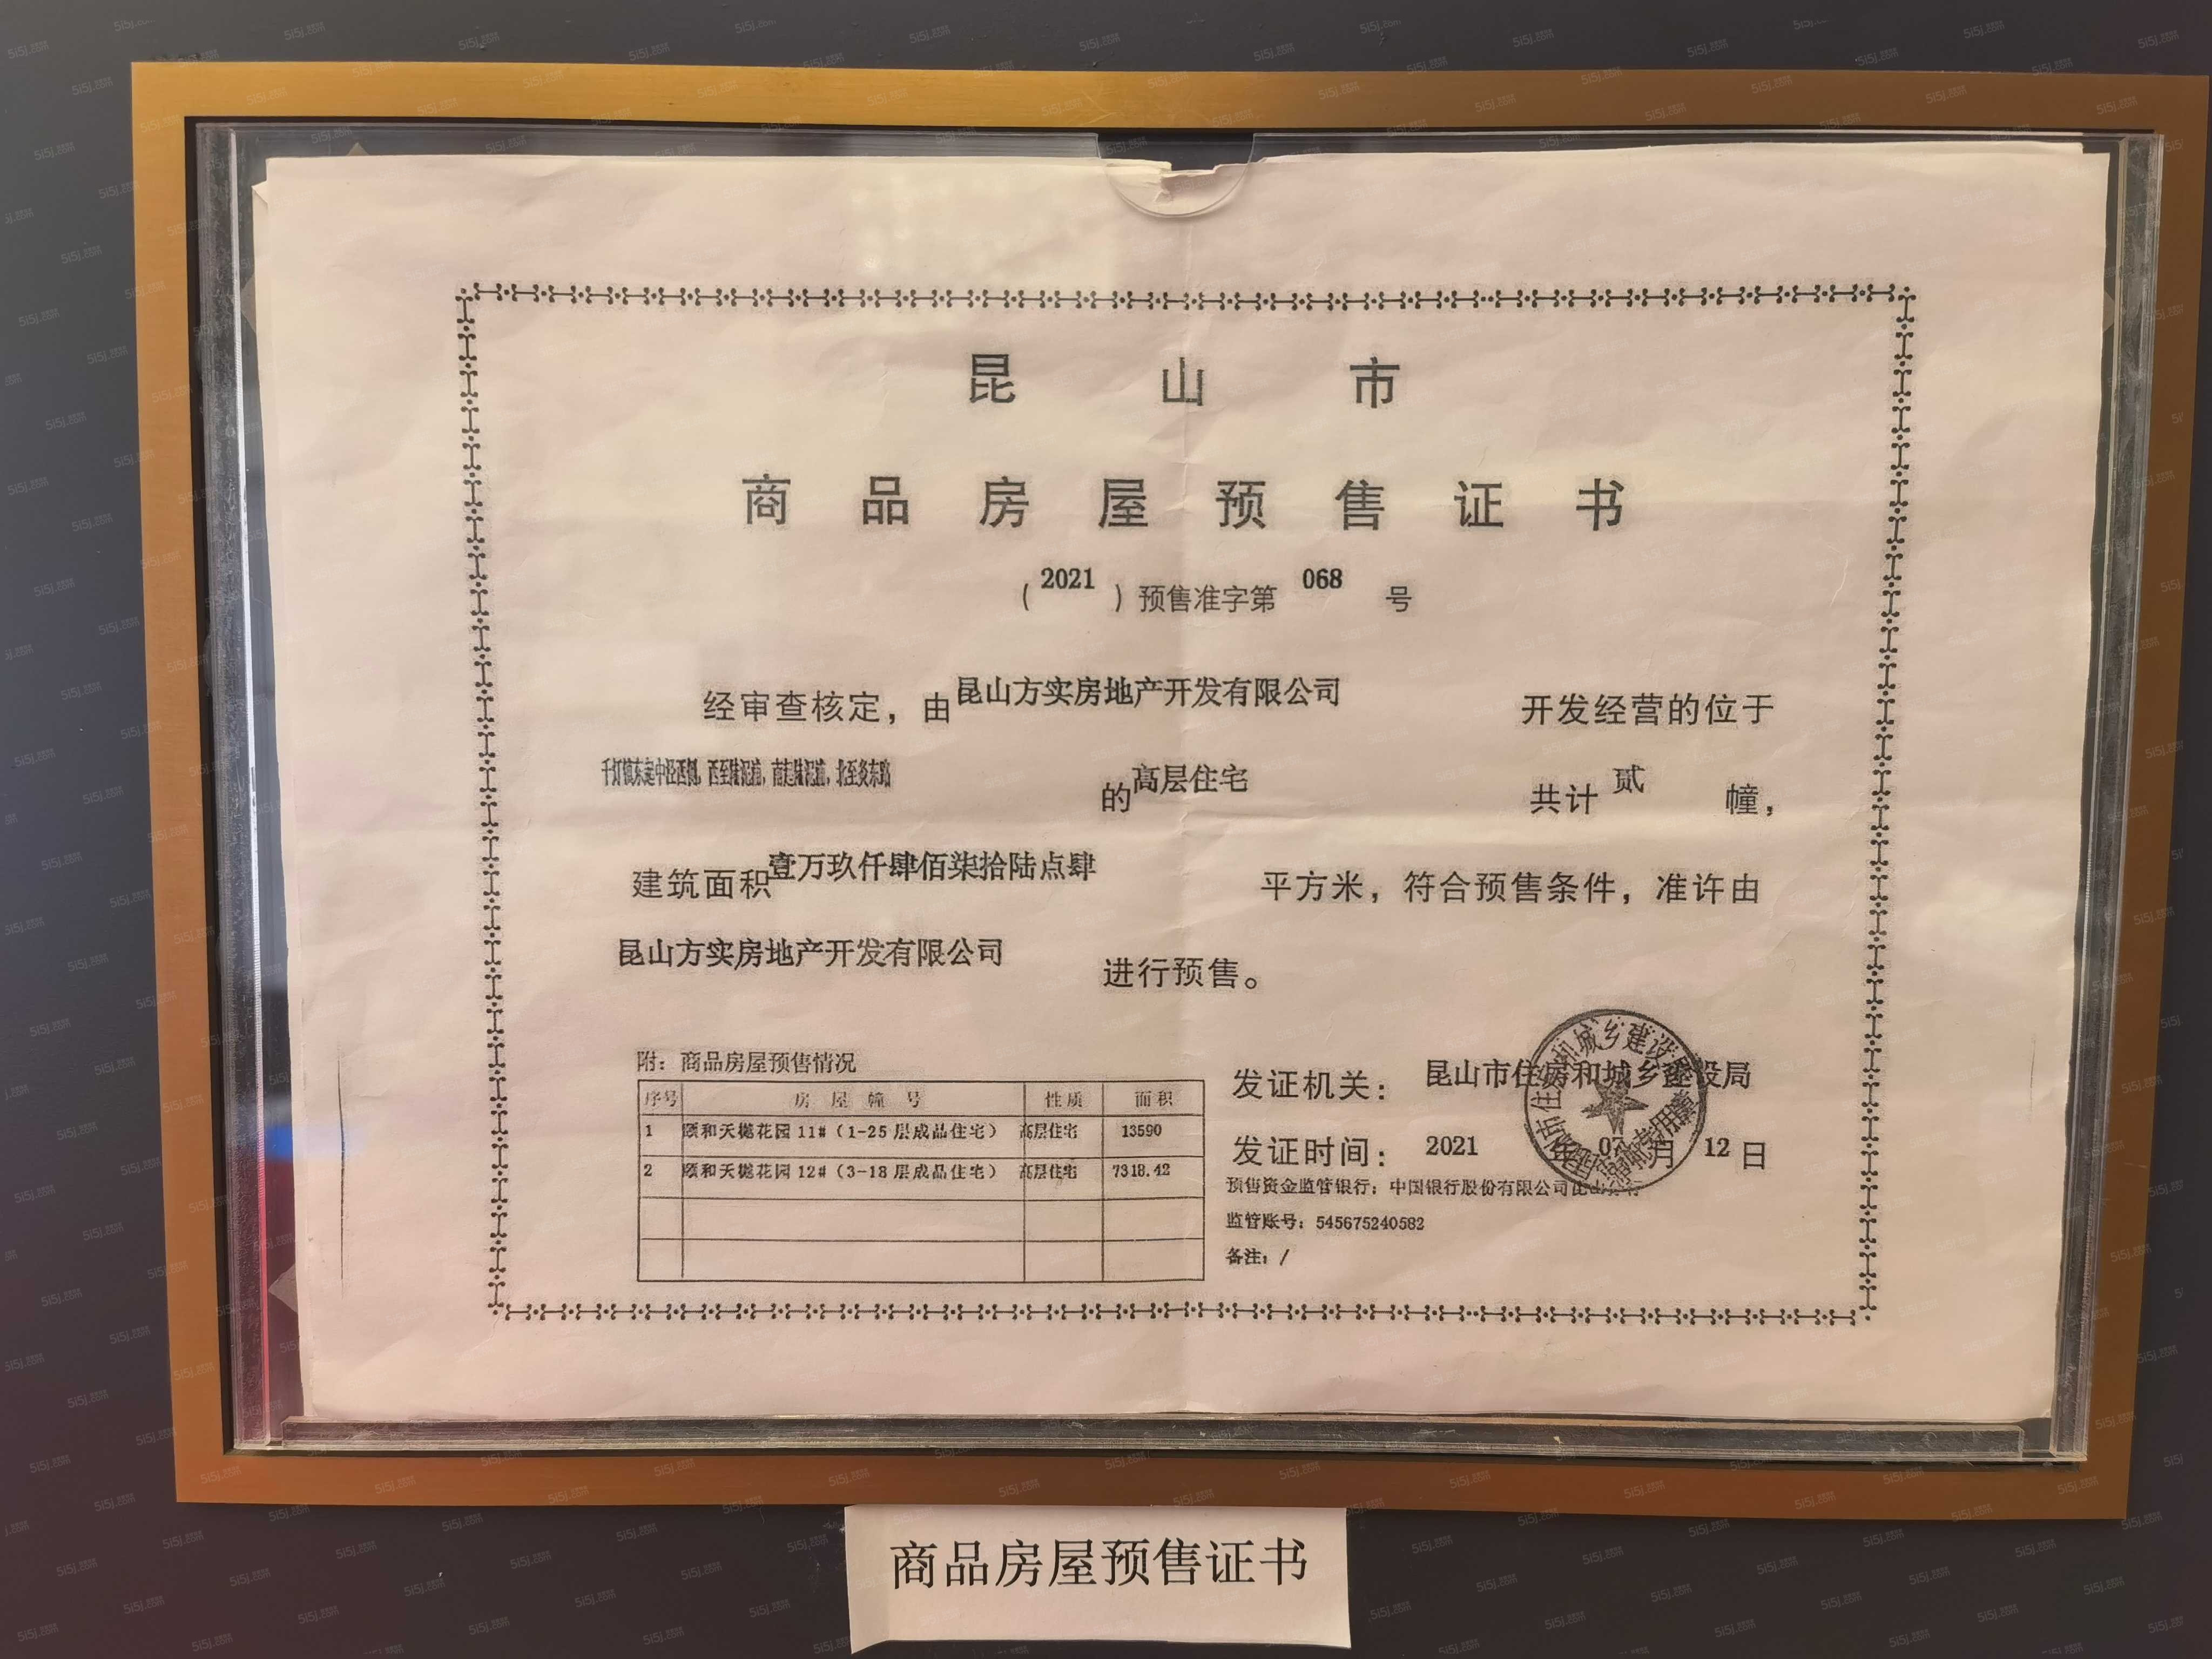 昆山市
商品房屋预售证书
（2021）预售准字第 068 号
经审查核定，由昆山方实房地产开发有限公司 开发经营的位于
的高层住宅 共计 贰 幢，
建筑面积壹万玖仟肆佰柒拾陆点肆 平方米，符合预售条件，准许由
昆山方实房地产开发有限公司 进行预售。
附：商品房屋预售情况
序号 房屋幢号 性质 面积
1 颐和天樾花园 11#（1-25 层成品住宅） 高层住宅 13590
2 颐和天樾花园 12#（3-18 层成品住宅） 高层住宅 7318.42
发证机关： 昆山市住房和城乡建设局
发证时间： 2021 年 07 月 12 日
预售资金监管银行：中国银行股份有限公司昆山分行
监管账号：545675240582
备注：/
商品房屋预售证书
5i5j.com